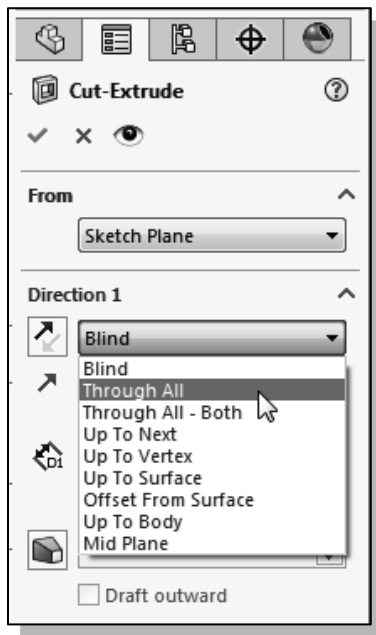 Cut-Extrude
From
Sketch Plane
Direction 1
Blind
Blind
Through All
Through All - Both
Up To Next
Up To Vertex
Up To Surface
Offset From Surface
Up To Body
Mid Plane
D1
Draft outward